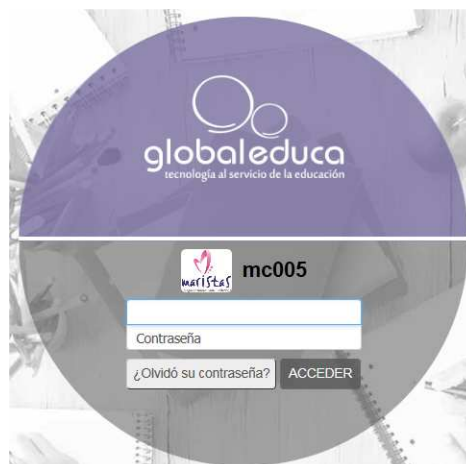 globaleduca
tecnología al servicio de la educación
maristas
mc005
Contraseña
¿Olvidó su contraseña?
ACCEDER